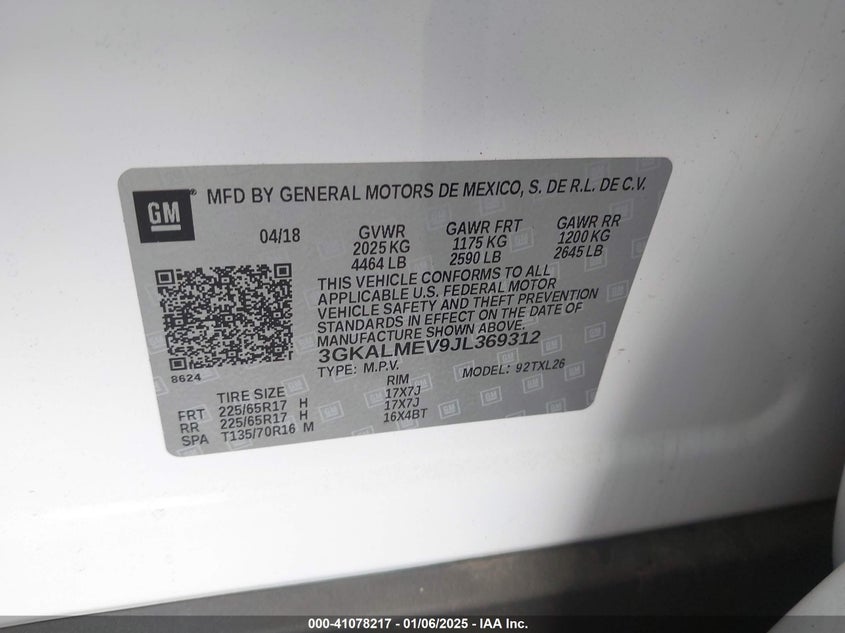 GM ® MFD BY GENERAL MOTORS DE MEXICO, S. DE R.L. DE C.V.
04/18 GVWR GAWR FRT GAWR RR
2025 KG 1175 KG 1200 KG
4464 LB 2590 LB 2645 LB
THIS VEHICLE CONFORMS TO ALL
APPLICABLE U.S. FEDERAL MOTOR
VEHICLE SAFETY AND THEFT PREVENTION
STANDARDS IN EFFECT ON THE DATE OF
MANUFACTURE SHOWN ABOVE.
3GKALMEV9JL369312
8624 TYPE: M.P.V. MODEL: 92TXL26
TIRE SIZE RIM
FRT 225/65R17 H 17X7J
RR 225/65R17 H 17X7J
SPA T135/70R16 M 16X4BT
000-41078217 - 01/06/2025 - IAA Inc.